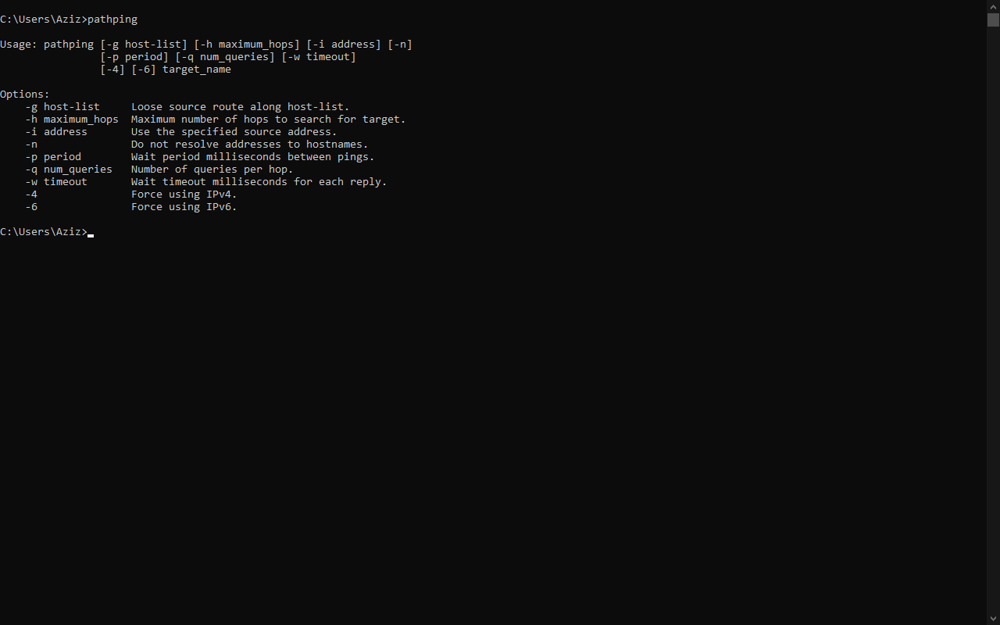 C:\Users\Aziz>pathping
Usage: pathping [-g host-list] [-h maximum_hops] [-i address] [-n]
                [-p period] [-q num_queries] [-w timeout]
                [-4] [-6] target_name
Options:
    -g host-list     Loose source route along host-list.
    -h maximum_hops  Maximum number of hops to search for target.
    -i address       Use the specified source address.
    -n               Do not resolve addresses to hostnames.
    -p period        Wait period milliseconds between pings.
    -q num_queries   Number of queries per hop.
    -w timeout       Wait timeout milliseconds for each reply.
    -4               Force using IPv4.
    -6               Force using IPv6.
C:\Users\Aziz>